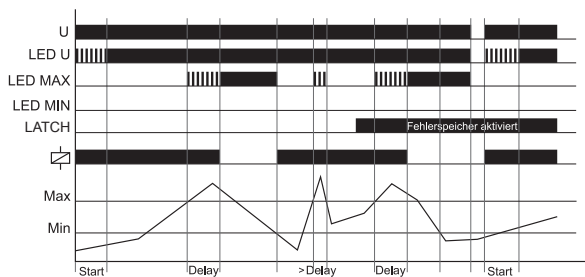 U
LED U
LED MAX
LED MIN
LATCH
Fehlerspeicher aktiviert
Max
Min
Start
Delay
>Delay
Delay
Start